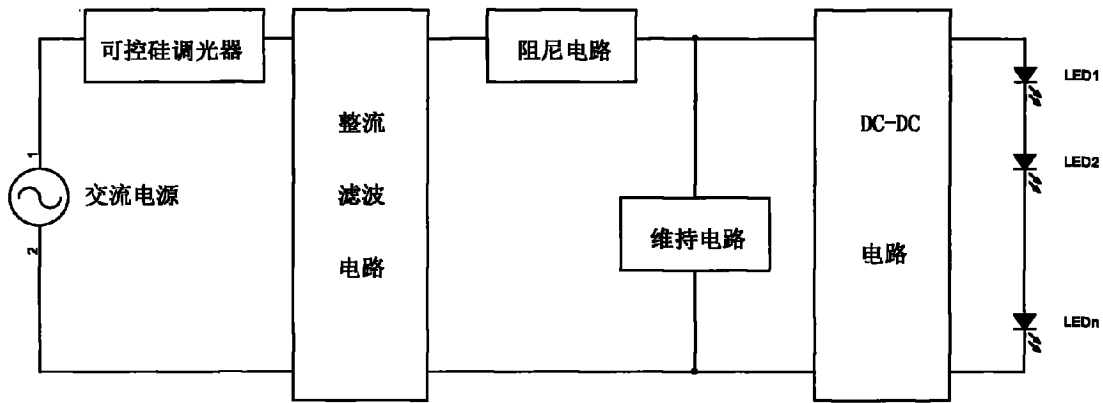 可控硅调光器
阻尼电路
LED1
整流
滤波
电路
DC-DC
电路
LED2
1
交流电源
2
维持电路
LEDn